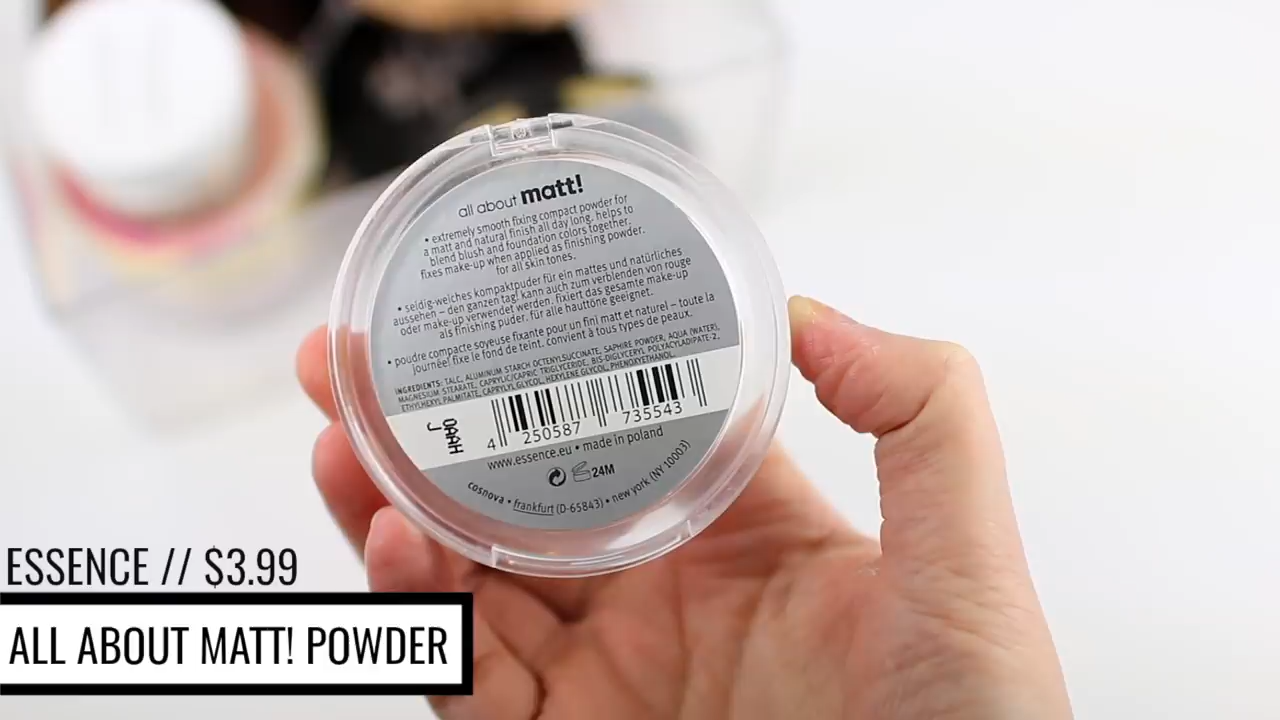 all about matt!
• extremely smooth fixing compact powder for
a matt and natural finish all day long. helps to
blend blush and foundation colors together.
fixes make-up when applied as finishing powder.
for all skin tones.
• seidig-weiches kompaktpuder für ein mattes und natürliches
aussehen – den ganzen tag! kann auch zum verblenden von rouge
oder make-up verwendet werden. fixiert das gesamte make-up
als finishing puder. für alle hauttöne geeignet.
• poudre compacte soyeuse fixante pour un fini matt et naturel – toute la
journée! fixe le fond de teint. convient à tous types de peaux.
INGREDIENTS: TALC, ALUMINUM STARCH OCTENYLSUCCINATE, SAPHIRE POWDER, AQUA (WATER),
MAGNESIUM STEARATE, CAPRYLIC/CAPRIC TRIGLYCERIDE, BIS-DIGLYCERYL POLYACYLADIPATE-2,
ETHYLHEXYL PALMITATE, CAPRYLYL GLYCOL, HEXYLENE GLYCOL, PHENOXYETHANOL.
4 250587 735543
www.essence.eu • made in poland
24M
cosnova • frankfurt (D-65843) • new york (NY 10003)
ESSENCE // $3.99
ALL ABOUT MATT! POWDER